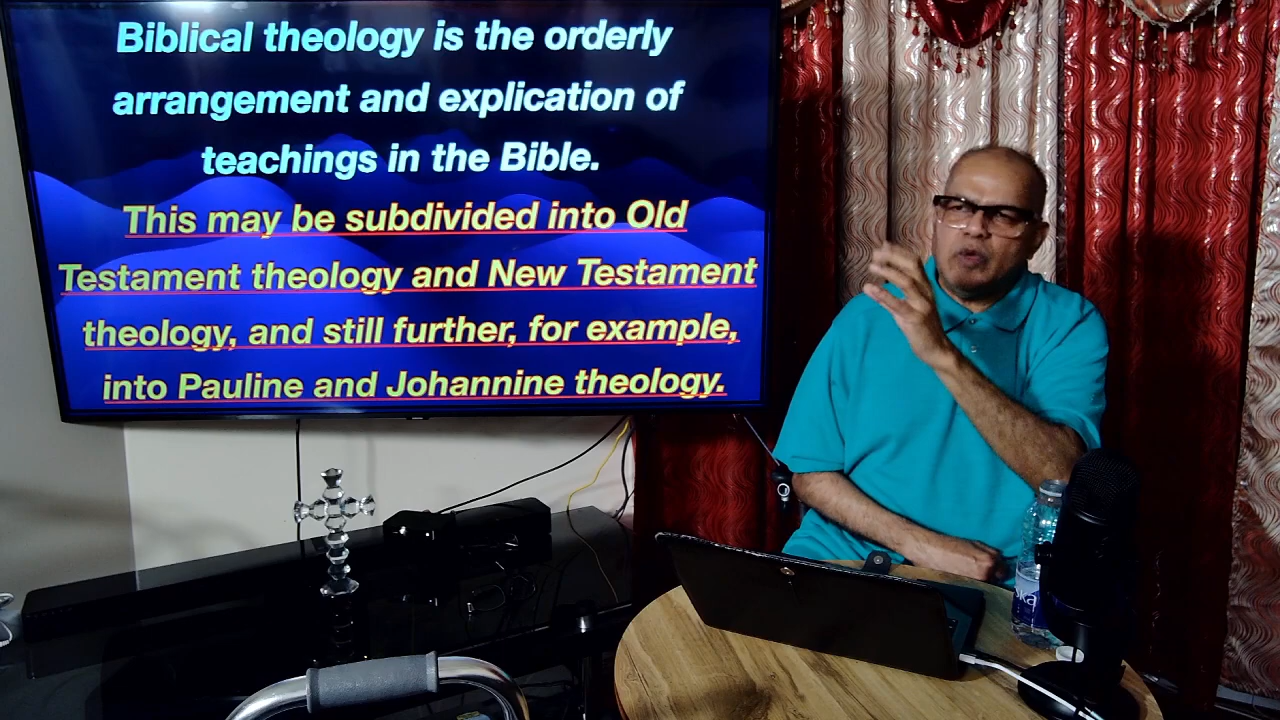 Biblical theology is the orderly
arrangement and explication of
teachings in the Bible.
This may be subdivided into Old
Testament theology and New Testament
theology, and still further, for example,
into Pauline and Johannine theology.